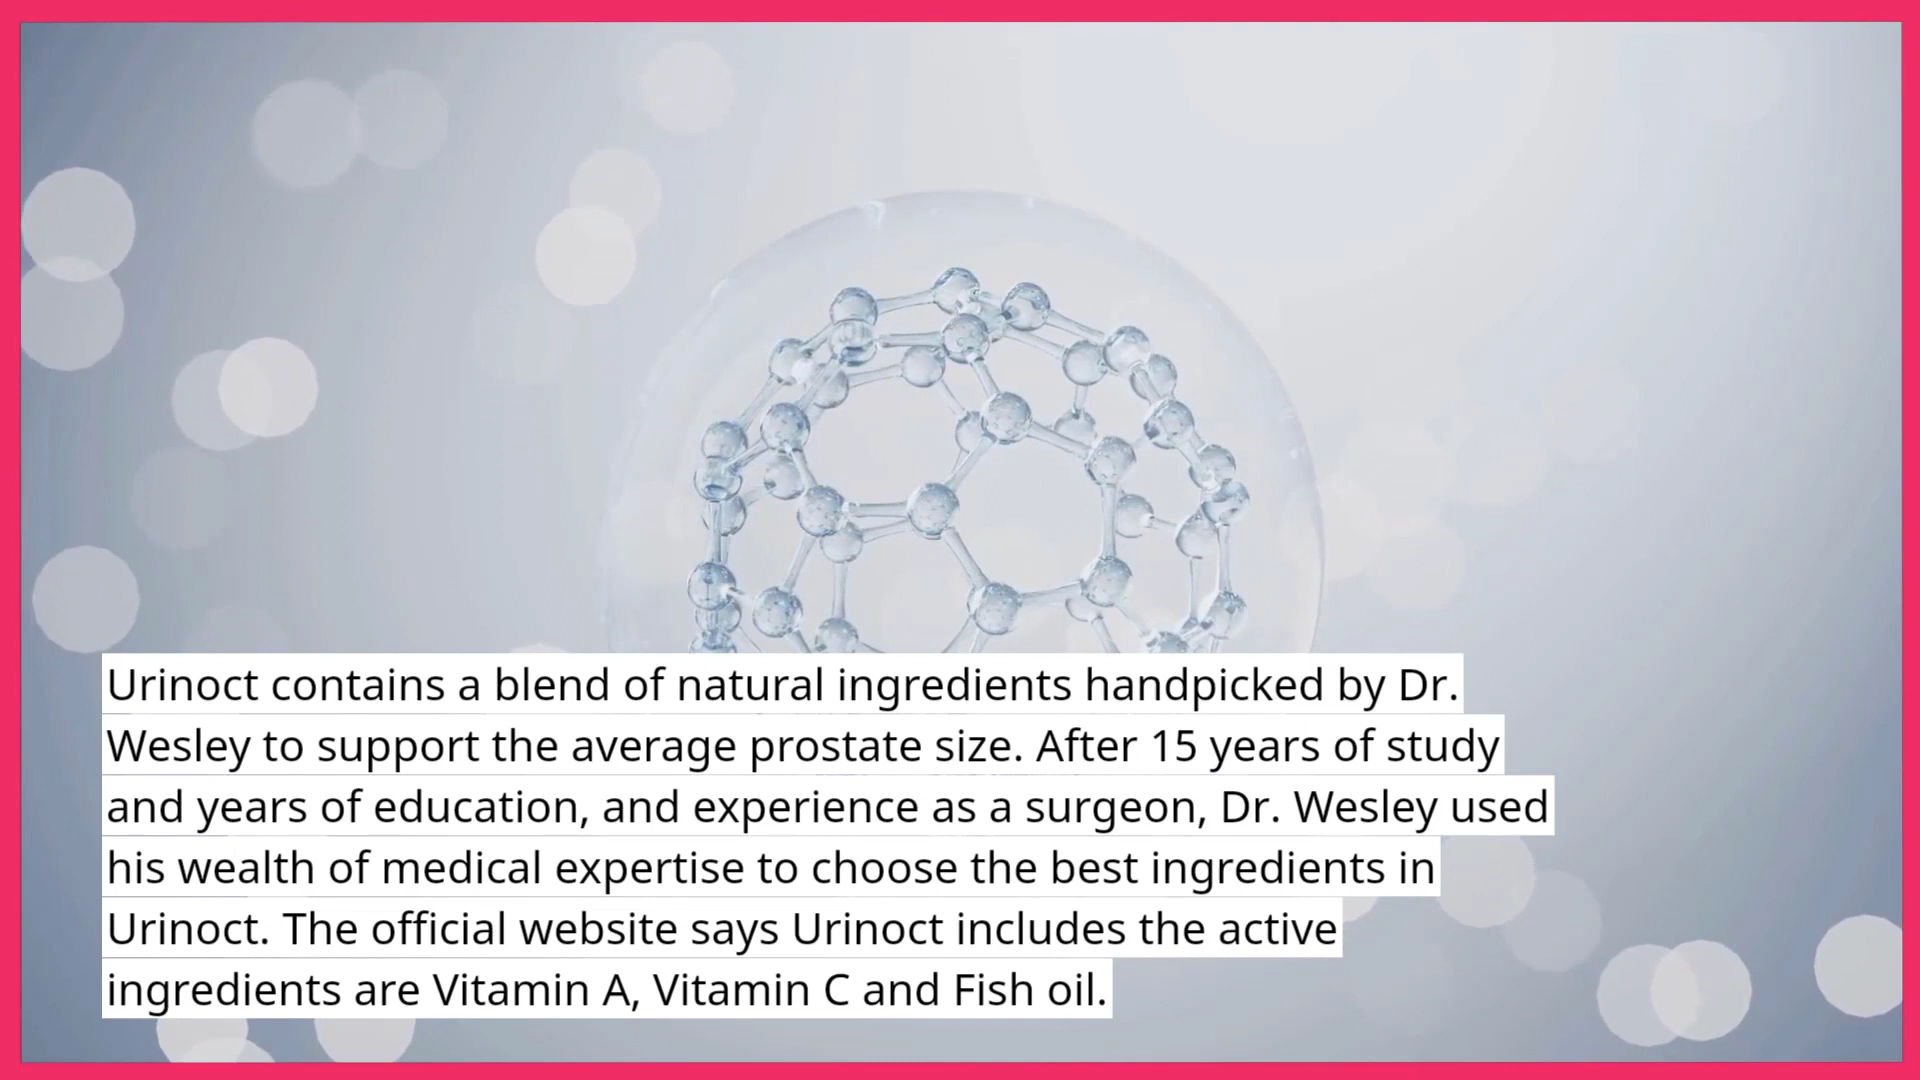 Urinoct contains a blend of natural ingredients handpicked by Dr.
Wesley to support the average prostate size. After 15 years of study
and years of education, and experience as a surgeon, Dr. Wesley used
his wealth of medical expertise to choose the best ingredients in
Urinoct. The official website says Urinoct includes the active
ingredients are Vitamin A, Vitamin C and Fish oil.